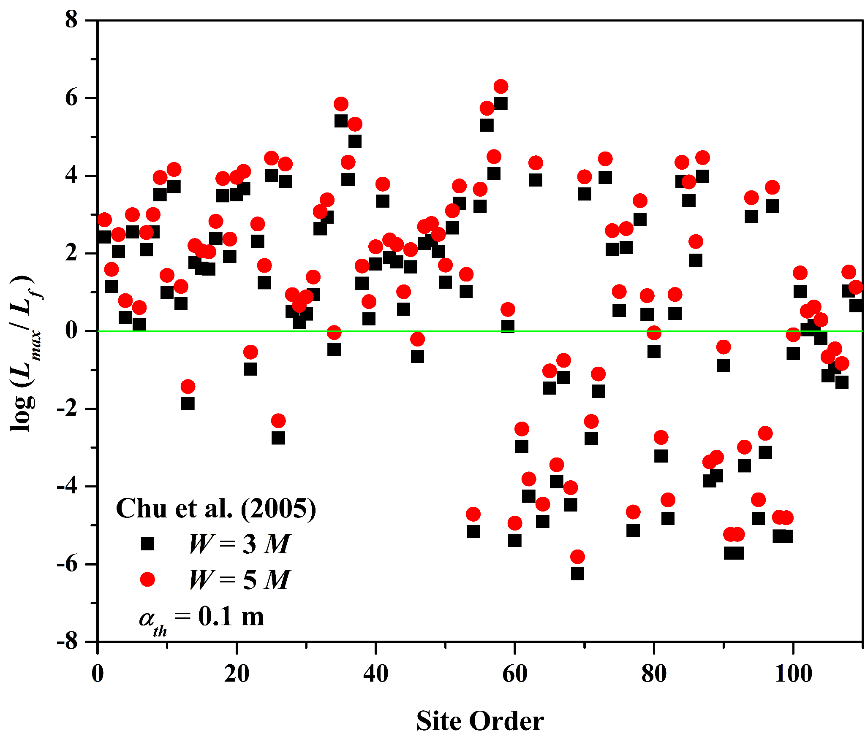 8
6
4
2
0
-2
-4
-6
-8
log (L_max / L_f)
Chu et al. (2005)
W = 3 M
W = 5 M
α_th = 0.1 m
0 20 40 60 80 100
Site Order